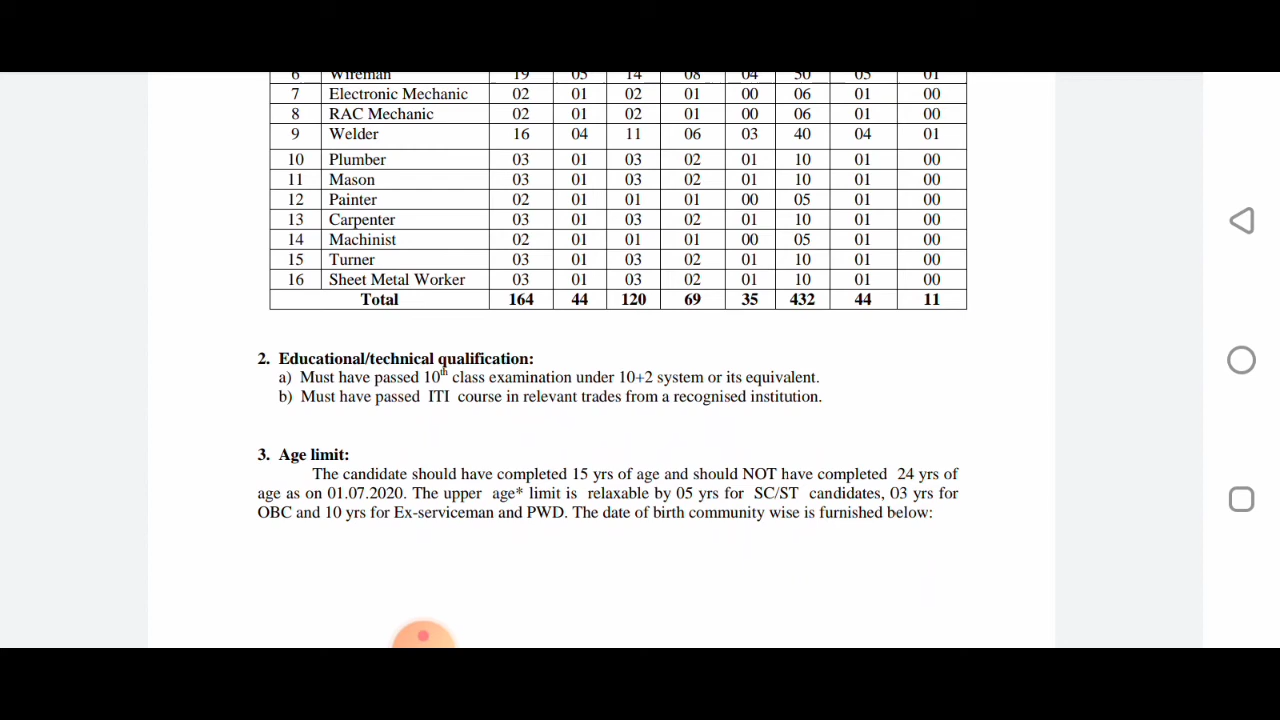 6 Wireman 19 05 14 08 04 50 05 01
7 Electronic Mechanic 02 01 02 01 00 06 01 00
8 RAC Mechanic 02 01 02 01 00 06 01 00
9 Welder 16 04 11 06 03 40 04 01
10 Plumber 03 01 03 02 01 10 01 00
11 Mason 03 01 03 02 01 10 01 00
12 Painter 02 01 01 01 00 05 01 00
13 Carpenter 03 01 03 02 01 10 01 00
14 Machinist 02 01 01 01 00 05 01 00
15 Turner 03 01 03 02 01 10 01 00
16 Sheet Metal Worker 03 01 03 02 01 10 01 00
Total 164 44 120 69 35 432 44 11
2. Educational/technical qualification:
a) Must have passed 10th class examination under 10+2 system or its equivalent.
b) Must have passed ITI course in relevant trades from a recognised institution.
3. Age limit:
The candidate should have completed 15 yrs of age and should NOT have completed 24 yrs of
age as on 01.07.2020. The upper age* limit is relaxable by 05 yrs for SC/ST candidates, 03 yrs for
OBC and 10 yrs for Ex-serviceman and PWD. The date of birth community wise is furnished below: